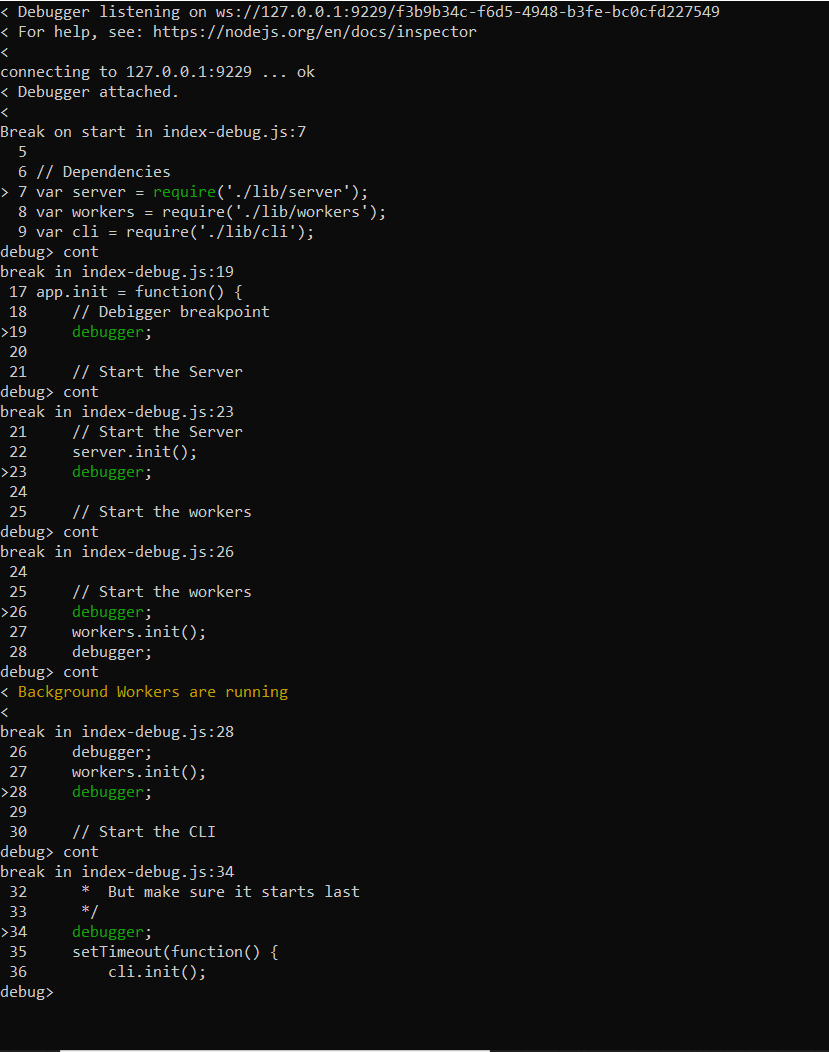 < Debugger listening on ws://127.0.0.1:9229/f3b9b34c-f6d5-4948-b3fe-bc0cfd227549
< For help, see: https://nodejs.org/en/docs/inspector
<
connecting to 127.0.0.1:9229 ... ok
< Debugger attached.
<
Break on start in index-debug.js:7
  5
  6 // Dependencies
> 7 var server = require('./lib/server');
  8 var workers = require('./lib/workers');
  9 var cli = require('./lib/cli');
debug> cont
break in index-debug.js:19
 17 app.init = function() {
 18     // Debigger breakpoint
>19     debugger;
 20
 21     // Start the Server
debug> cont
break in index-debug.js:23
 21     // Start the Server
 22     server.init();
>23     debugger;
 24
 25     // Start the workers
debug> cont
break in index-debug.js:26
 24
 25     // Start the workers
>26     debugger;
 27     workers.init();
 28     debugger;
debug> cont
< Background Workers are running
<
break in index-debug.js:28
 26     debugger;
 27     workers.init();
>28     debugger;
 29
 30     // Start the CLI
debug> cont
break in index-debug.js:34
 32      *  But make sure it starts last
 33      */
>34     debugger;
 35     setTimeout(function() {
 36         cli.init();
debug>